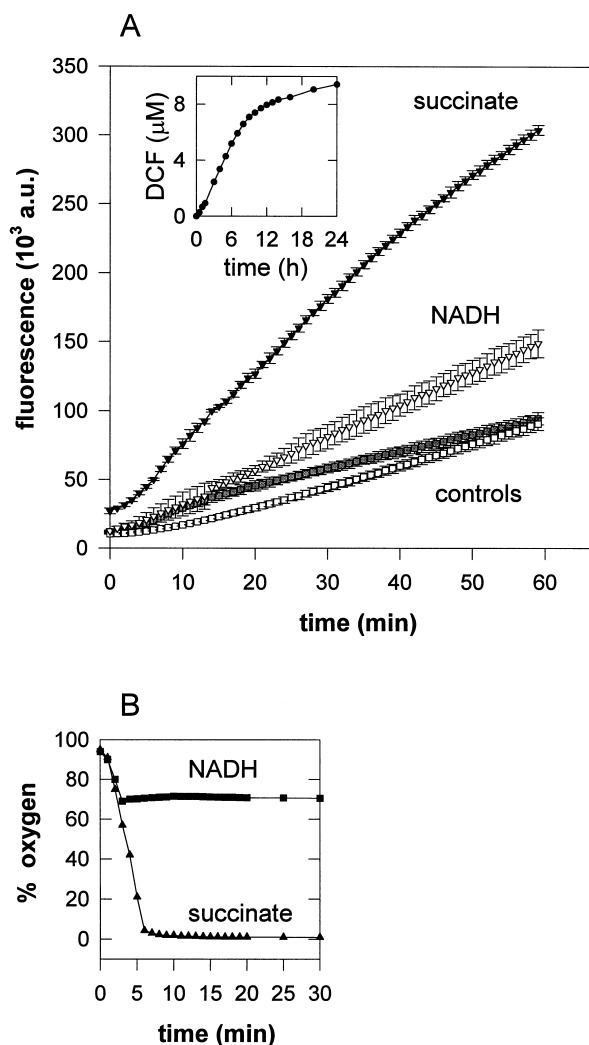 A
fluorescence (10³ a.u.)
350
300
250
200
150
100
50
0
0 10 20 30 40 50 60
time (min)
succinate
NADH
controls
DCF (μM)
8
4
0
0 6 12 18 24
time (h)
B
% oxygen
100
80
60
40
20
0
NADH
succinate
0 5 10 15 20 25 30
time (min)